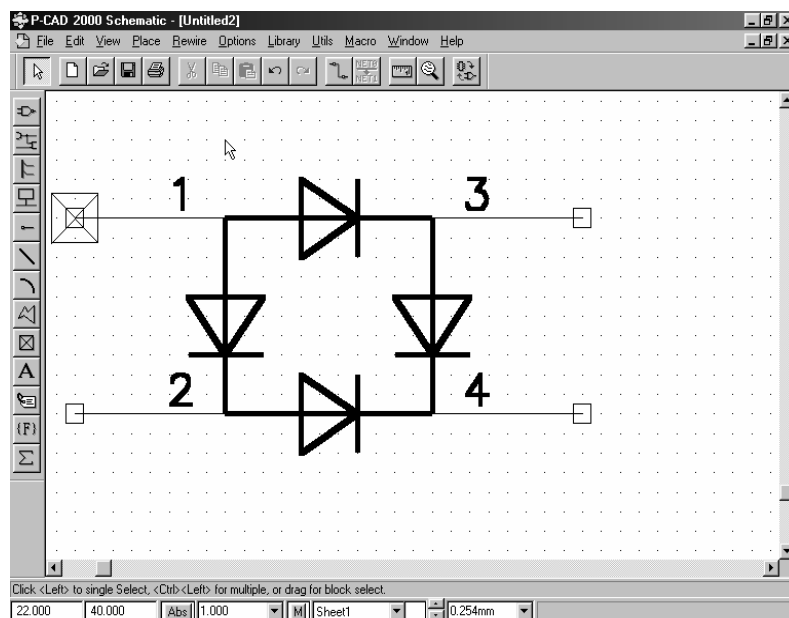 P-CAD 2000 Schematic - [Untitled2]
File Edit View Place Rewire Options Library Utils Macro Window Help
NET0
NET1
1 3
2 4
A
{F}
Σ
Click <Left> to single Select, <Ctrl><Left> for multiple, or drag for block select.
22.000 40.000 Abs 1.000 M Sheet1 0.254mm